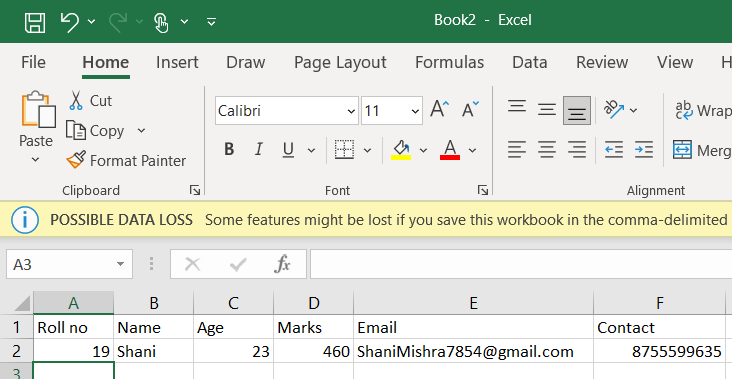 Book2 - Excel
File Home Insert Draw Page Layout Formulas Data Review View H
Cut
Copy
Format Painter
Paste
Clipboard
Calibri 11 A A
B I U A
Font
ab c Wrap
Merg
Alignment
POSSIBLE DATA LOSS Some features might be lost if you save this workbook in the comma-delimited
A3 fx
A B C D E F
1 Roll no Name Age Marks Email Contact
2 19 Shani 23 460 ShaniMishra7854@gmail.com 8755599635
3